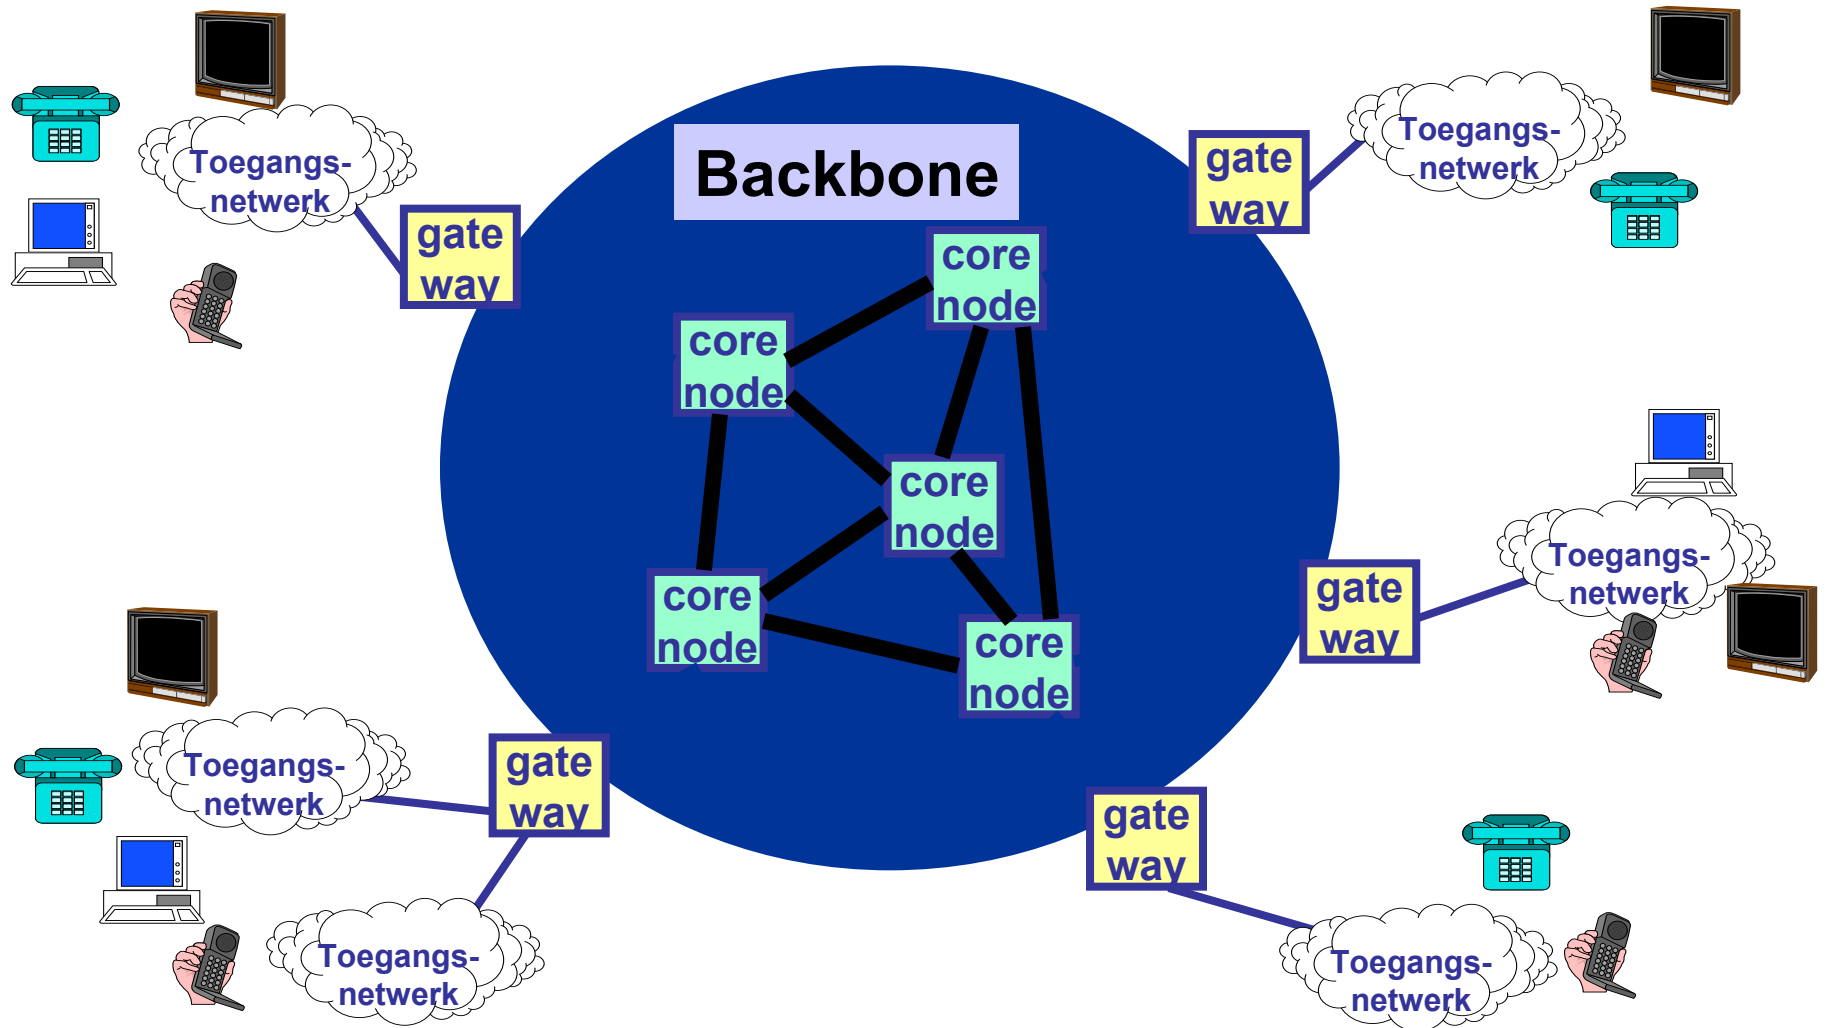 Backbone
Toegangs-
netwerk
gate
way
gate
way
Toegangs-
netwerk
core
node
core
node
core
node
core
node
core
node
gate
way
Toegangs-
netwerk
Toegangs-
netwerk
gate
way
Toegangs-
netwerk
gate
way
Toegangs-
netwerk